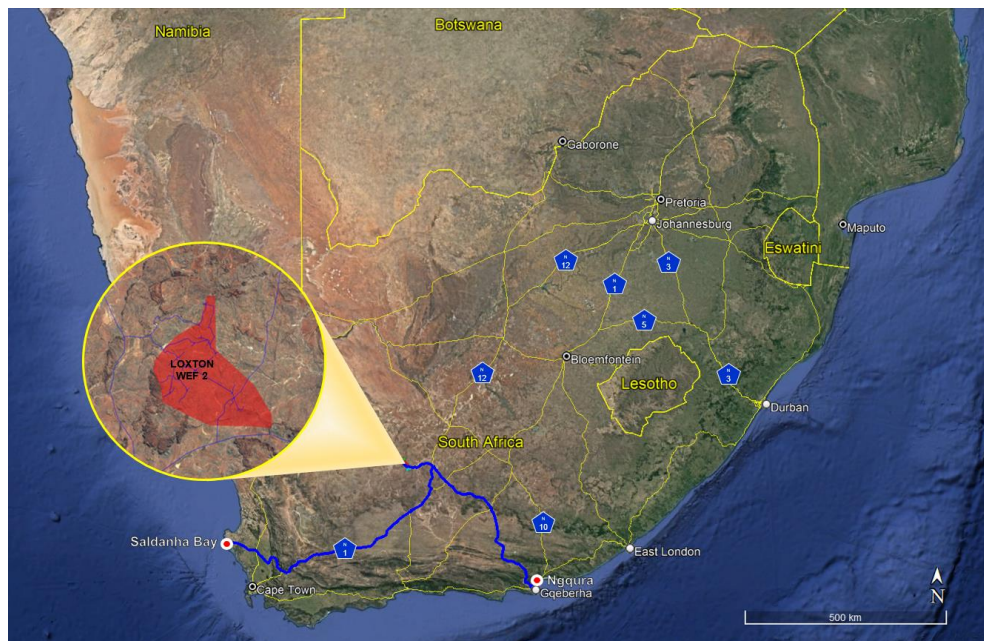 Namibia
Botswana
Gaborone
Pretoria
Johannesburg
Maputo
Eswatini
N
12
N
3
N
1
N
5
LOXTON
WEF 2
Bloemfontein
N
12
Lesotho
N
3
Durban
South Africa
N
10
Saldanha Bay
N
1
East London
Cape Town
Ngqura
Gqeberha
N
500 km